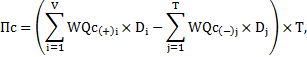 Пс = (∑_{i=1}^{V} WQc_{(+)i} × D_i − ∑_{j=1}^{T} WQc_{(−)j} × D_j) × T,